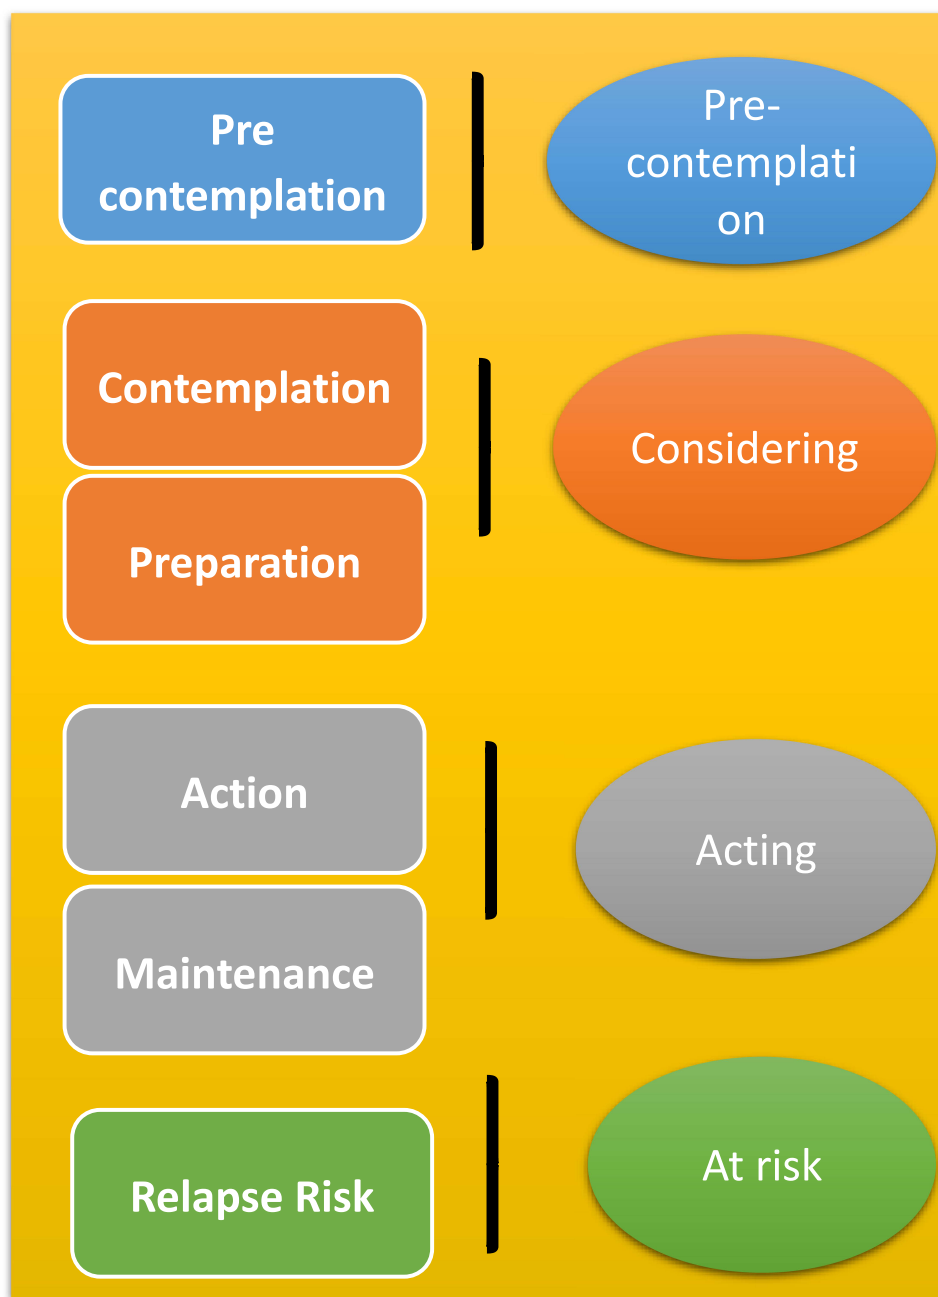 Pre
contemplation
Pre-
contemplati
on
Contemplation
Considering
Preparation
Action
Acting
Maintenance
Relapse Risk
At risk